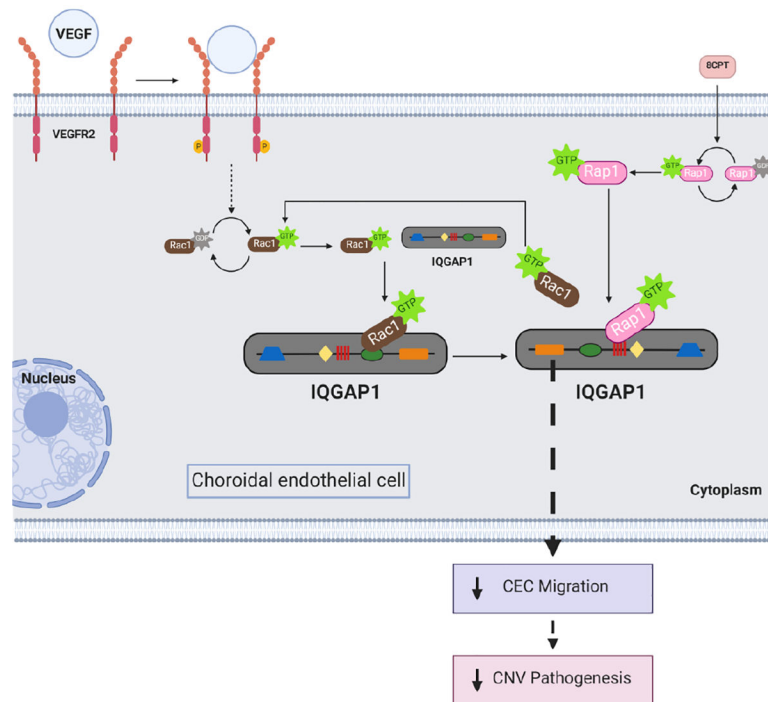 VEGF
8CPT
VEGFR2
P
P
GTP
Rap1
GTP
Rap1
Rap1
GDP
Rac1
GDP
Rac1
GTP
Rac1
GTP
IQGAP1
GTP
Rac1
GTP
Rac1
GTP
Rap1
Nucleus
IQGAP1
IQGAP1
Choroidal endothelial cell
Cytoplasm
CEC Migration
CNV Pathogenesis